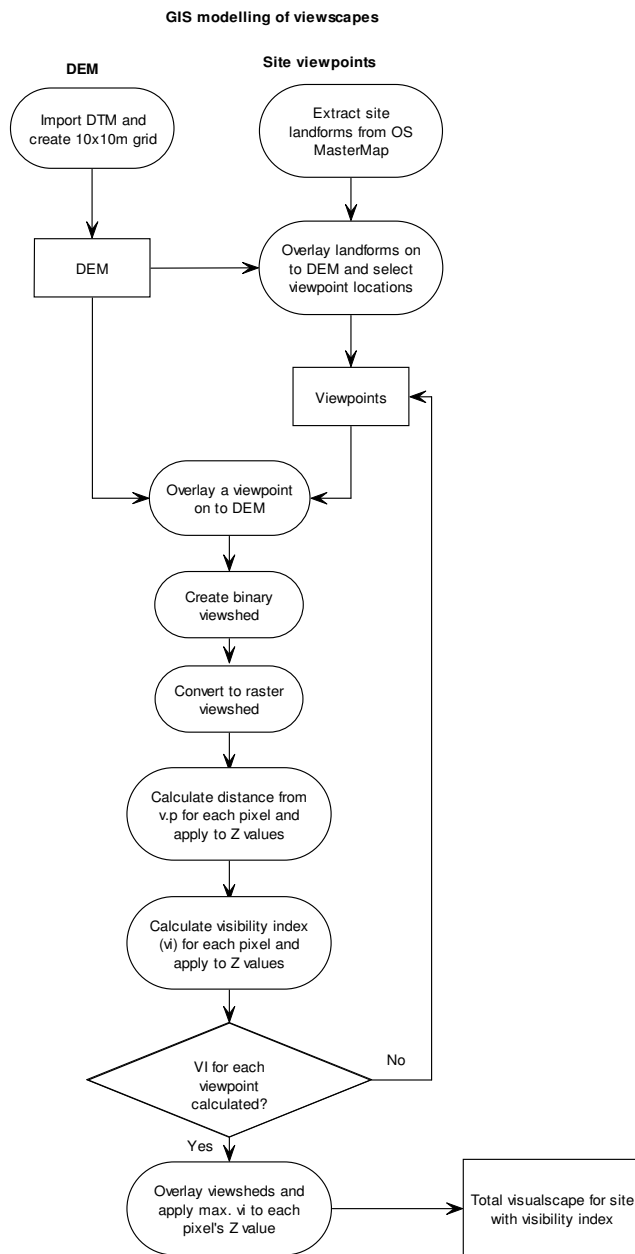 GIS modelling of viewscapes
DEM
Site viewpoints
Import DTM and
create 10x10m grid
Extract site
landforms from OS
MasterMap
DEM
Overlay landforms on
to DEM and select
viewpoint locations
Viewpoints
Overlay a viewpoint
on to DEM
Create binary
viewshed
Convert to raster
viewshed
Calculate distance from
v.p for each pixel and
apply to Z values
Calculate visibility index
(vi) for each pixel and
apply to Z values
VI for each
viewpoint
calculated?
No
Yes
Overlay viewsheds and
apply max. vi to each
pixel's Z value
Total visualscape for site
with visibility index